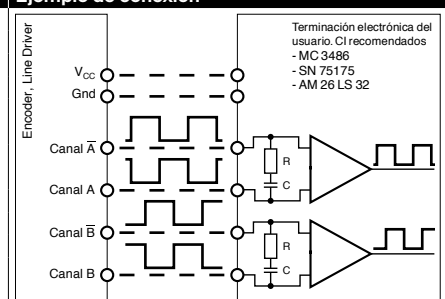 Ejemplo de conexión
Encoder, Line Driver
Terminación electrónica del
usuario. CI recomendados
- MC 3486
- SN 75175
- AM 26 LS 32
VCC
Gnd
Canal A̅
R
C
Canal A
Canal B̅
R
C
Canal B